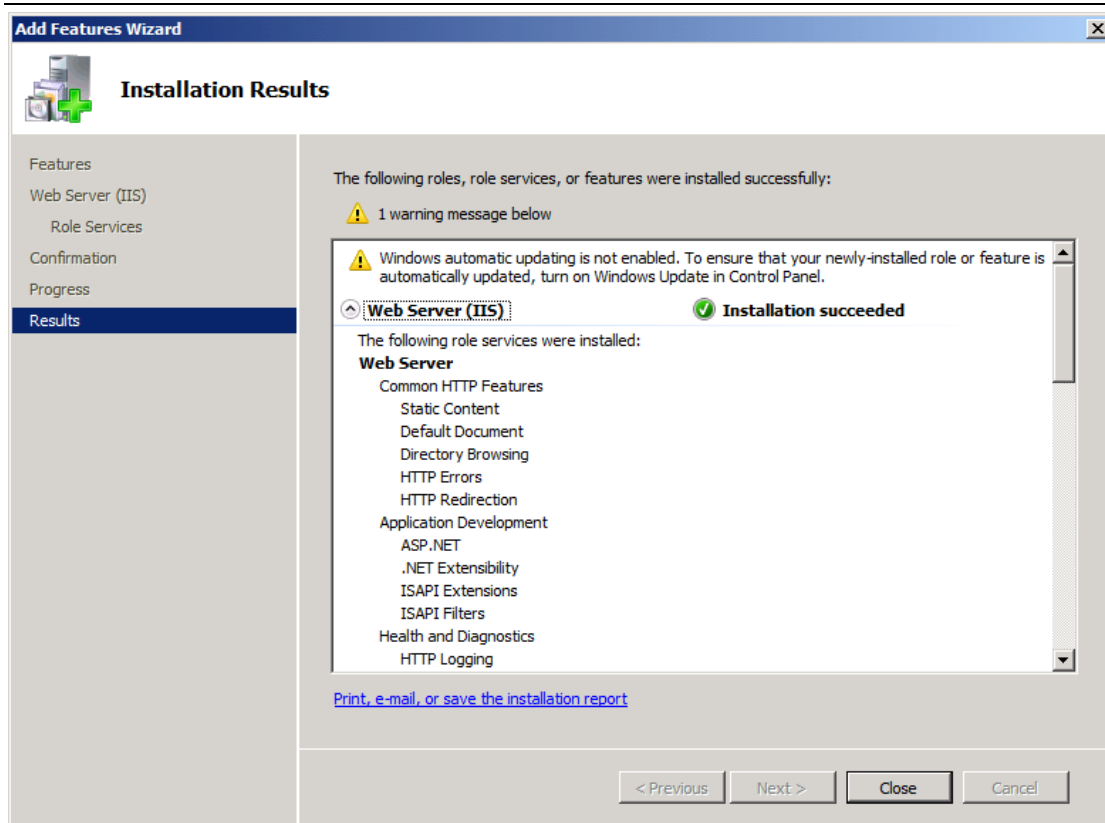 Add Features Wizard
Installation Results
Features
Web Server (IIS)
Role Services
Confirmation
Progress
Results
The following roles, role services, or features were installed successfully:
1 warning message below
Windows automatic updating is not enabled. To ensure that your newly-installed role or feature is
automatically updated, turn on Windows Update in Control Panel.
Web Server (IIS) Installation succeeded
The following role services were installed:
Web Server
Common HTTP Features
Static Content
Default Document
Directory Browsing
HTTP Errors
HTTP Redirection
Application Development
ASP.NET
.NET Extensibility
ISAPI Extensions
ISAPI Filters
Health and Diagnostics
HTTP Logging
Print, e-mail, or save the installation report
< Previous Next > Close Cancel